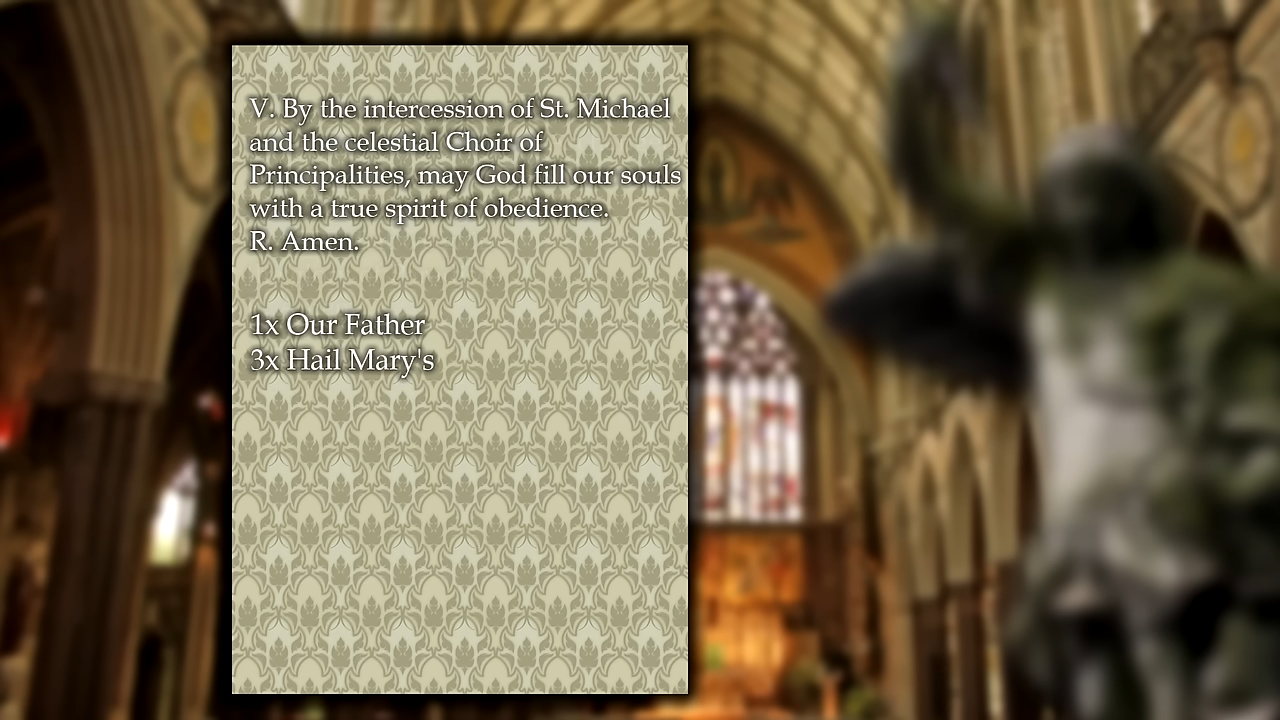 V. By the intercession of St. Michael
and the celestial Choir of
Principalities, may God fill our souls
with a true spirit of obedience.
R. Amen.
1x Our Father
3x Hail Mary's